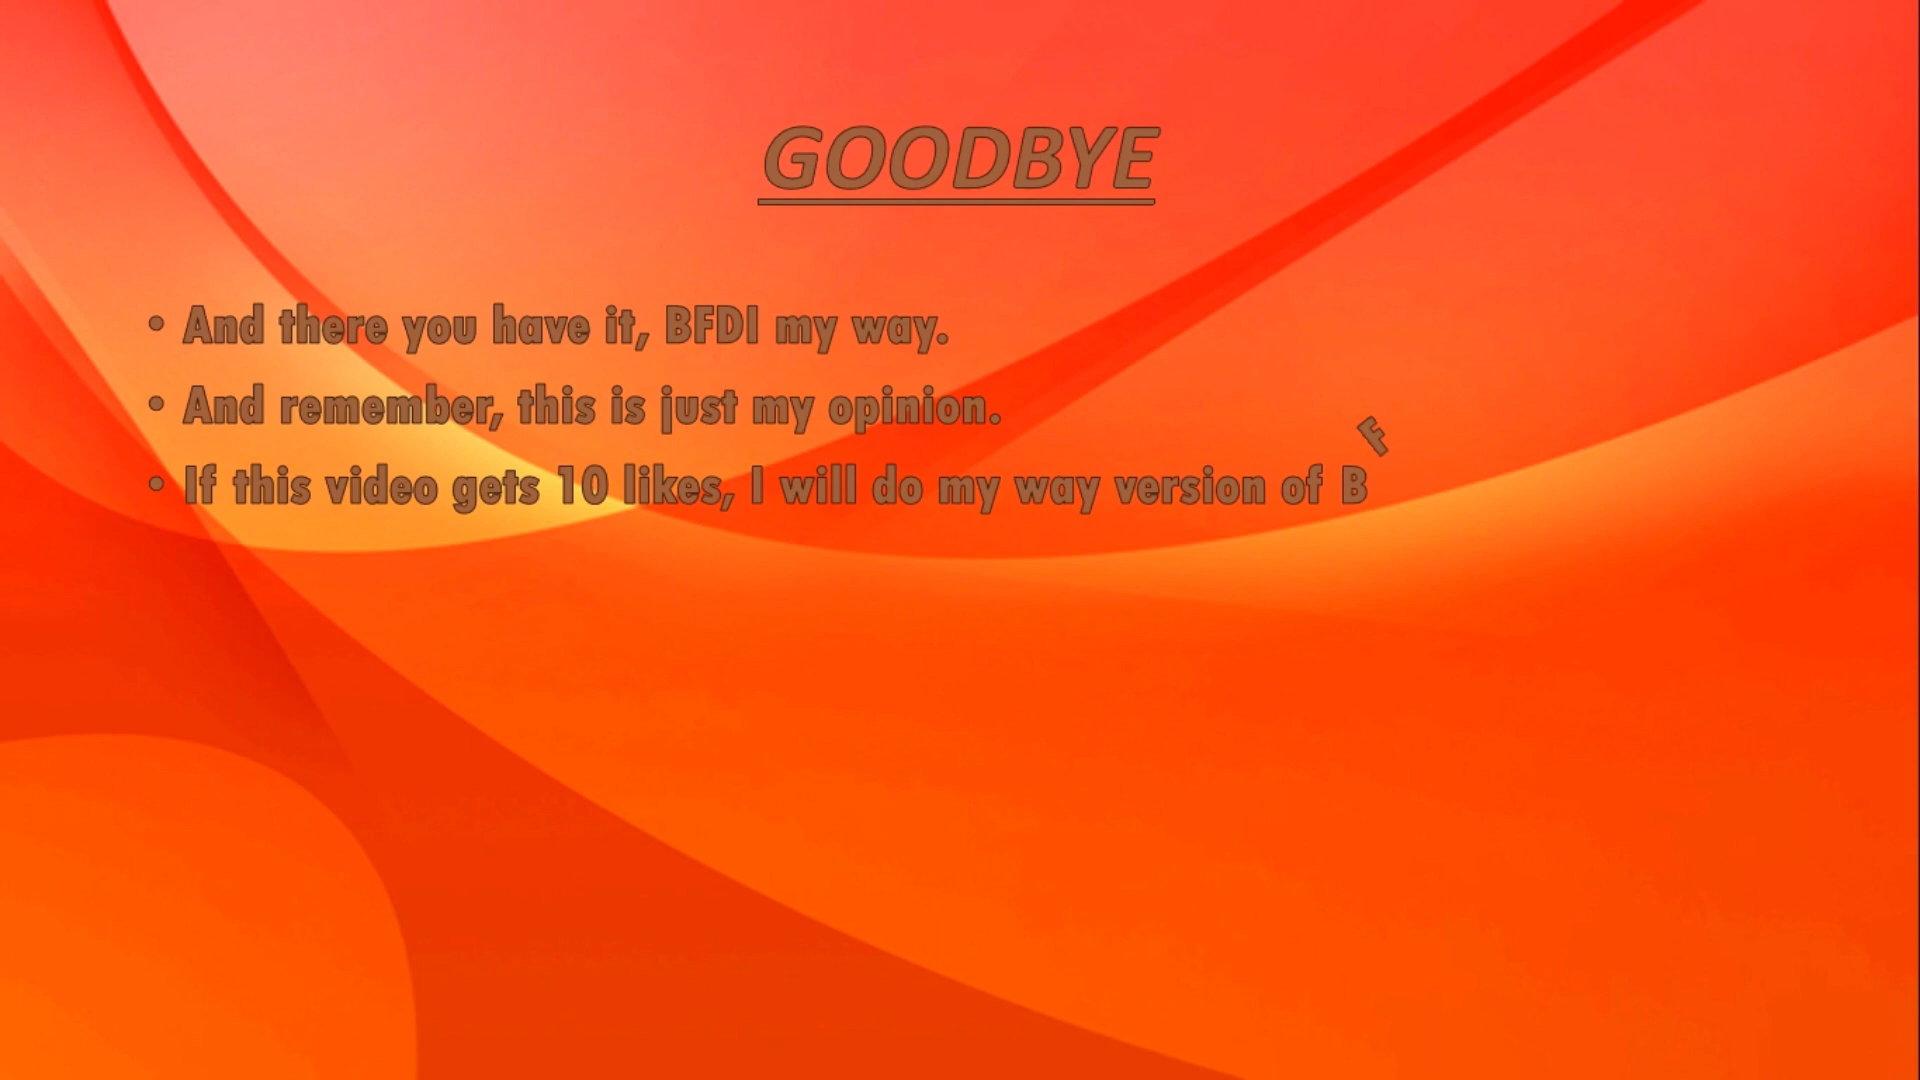 GOODBYE
• And there you have it, BFDI my way.
• And remember, this is just my opinion.
• If this video gets 10 likes, I will do my way version of BF